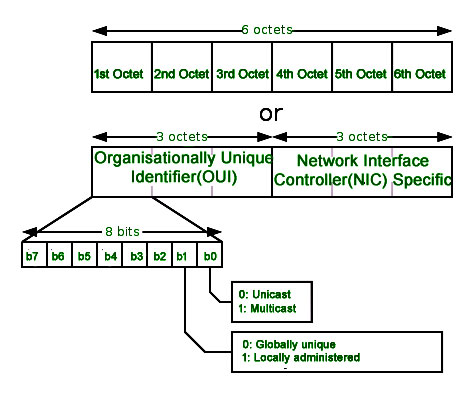 6 octets
1st Octet 2nd Octet 3rd Octet 4th Octet 5th Octet 6th Octet
or
3 octets 3 octets
Organisationally Unique
Identifier(OUI)
Network Interface
Controller(NIC) Specific
8 bits
b7 b6 b5 b4 b3 b2 b1 b0
0: Unicast
1: Multicast
0: Globally unique
1: Locally administered